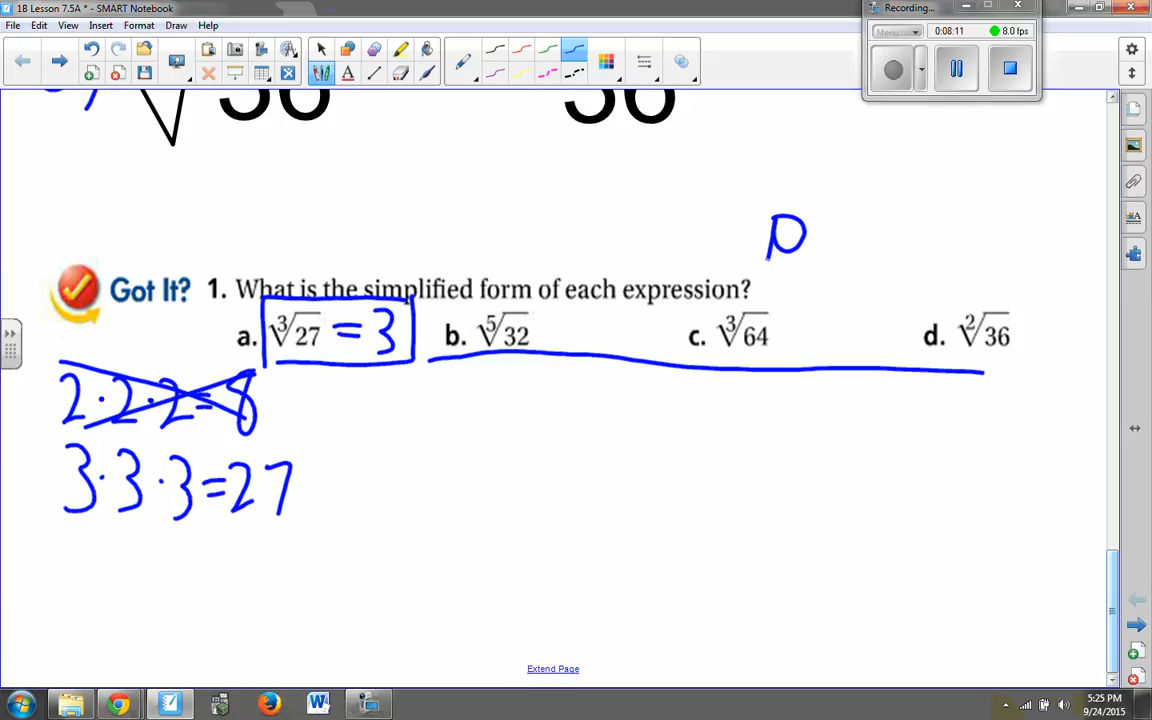 1B Lesson 7.5A * - SMART Notebook
Recording...
File Edit View Insert Format Draw Help
Menu 0:08:11 8.0 fps
√36 36
Got It? 1. What is the simplified form of each expression?
a. ∛27 = 3 b. ⁵√32 c. ∛64 d. ²√36
2·2·2=8
3·3·3=27
Extend Page
5:25 PM
9/24/2015